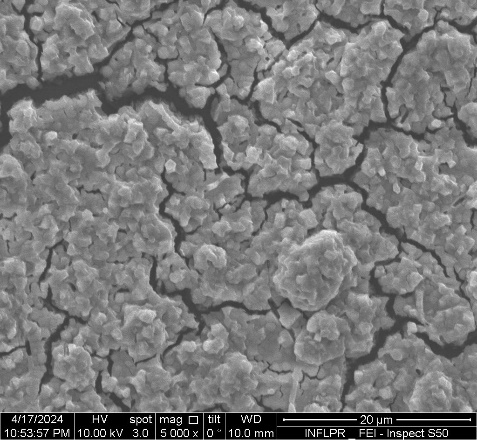 4/17/2024 HV spot mag □ tilt WD 20 µm
10:53:57 PM 10.00 kV 3.0 5 000 x 0 ° 10.0 mm INFLPR FEI - Inspect S50